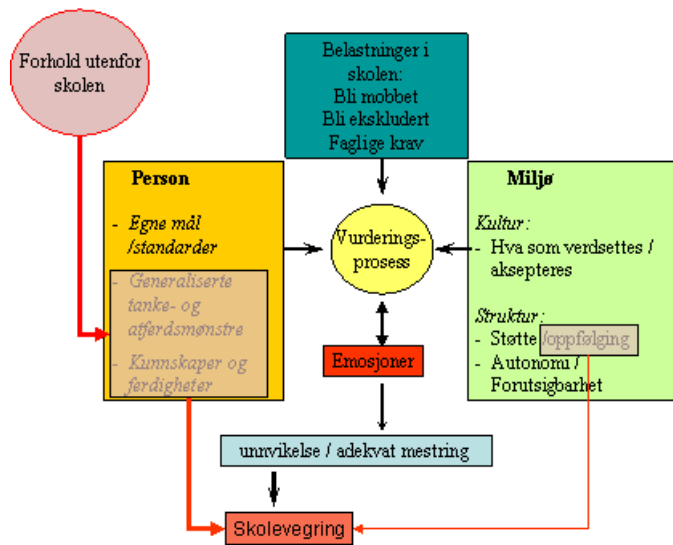 Forhold utenfor
skolen
Belastninger i
skolen:
Bli mobbet
Bli ekskludert
Faglige krav
Person
- Egne mål
/standarder
- Generaliserte
tanke- og
atferdsmønstre
- Kunnskaper og
ferdigheter
Vurderings-
prosess
Miljø
Kultur:
- Hva som verdsettes /
aksepteres
Struktur:
- Støtte /oppfølging
- Autonomi /
Forutsigbarhet
Emosjoner
unnvikelse / adekvat mestring
Skolevegring